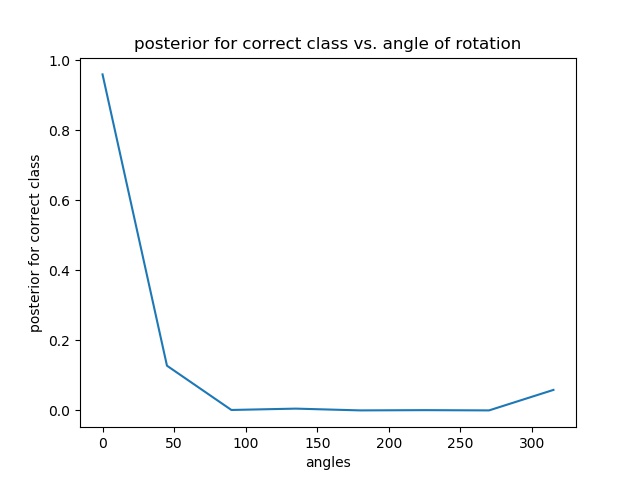 posterior for correct class vs. angle of rotation
1.0
0.8
0.6
0.4
0.2
0.0
posterior for correct class
0 50 100 150 200 250 300
angles